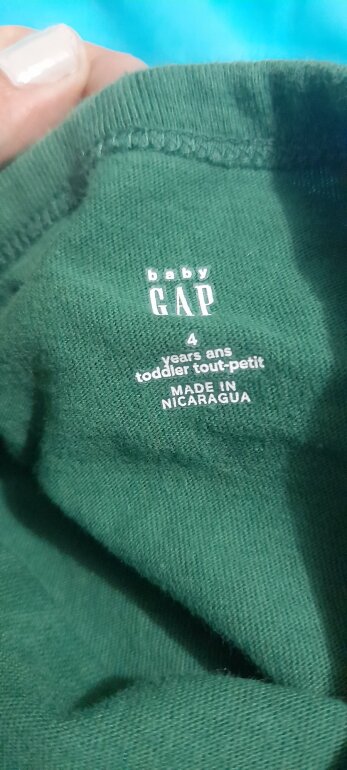 baby
GAP
4
years ans
toddler tout-petit
MADE IN
NICARAGUA